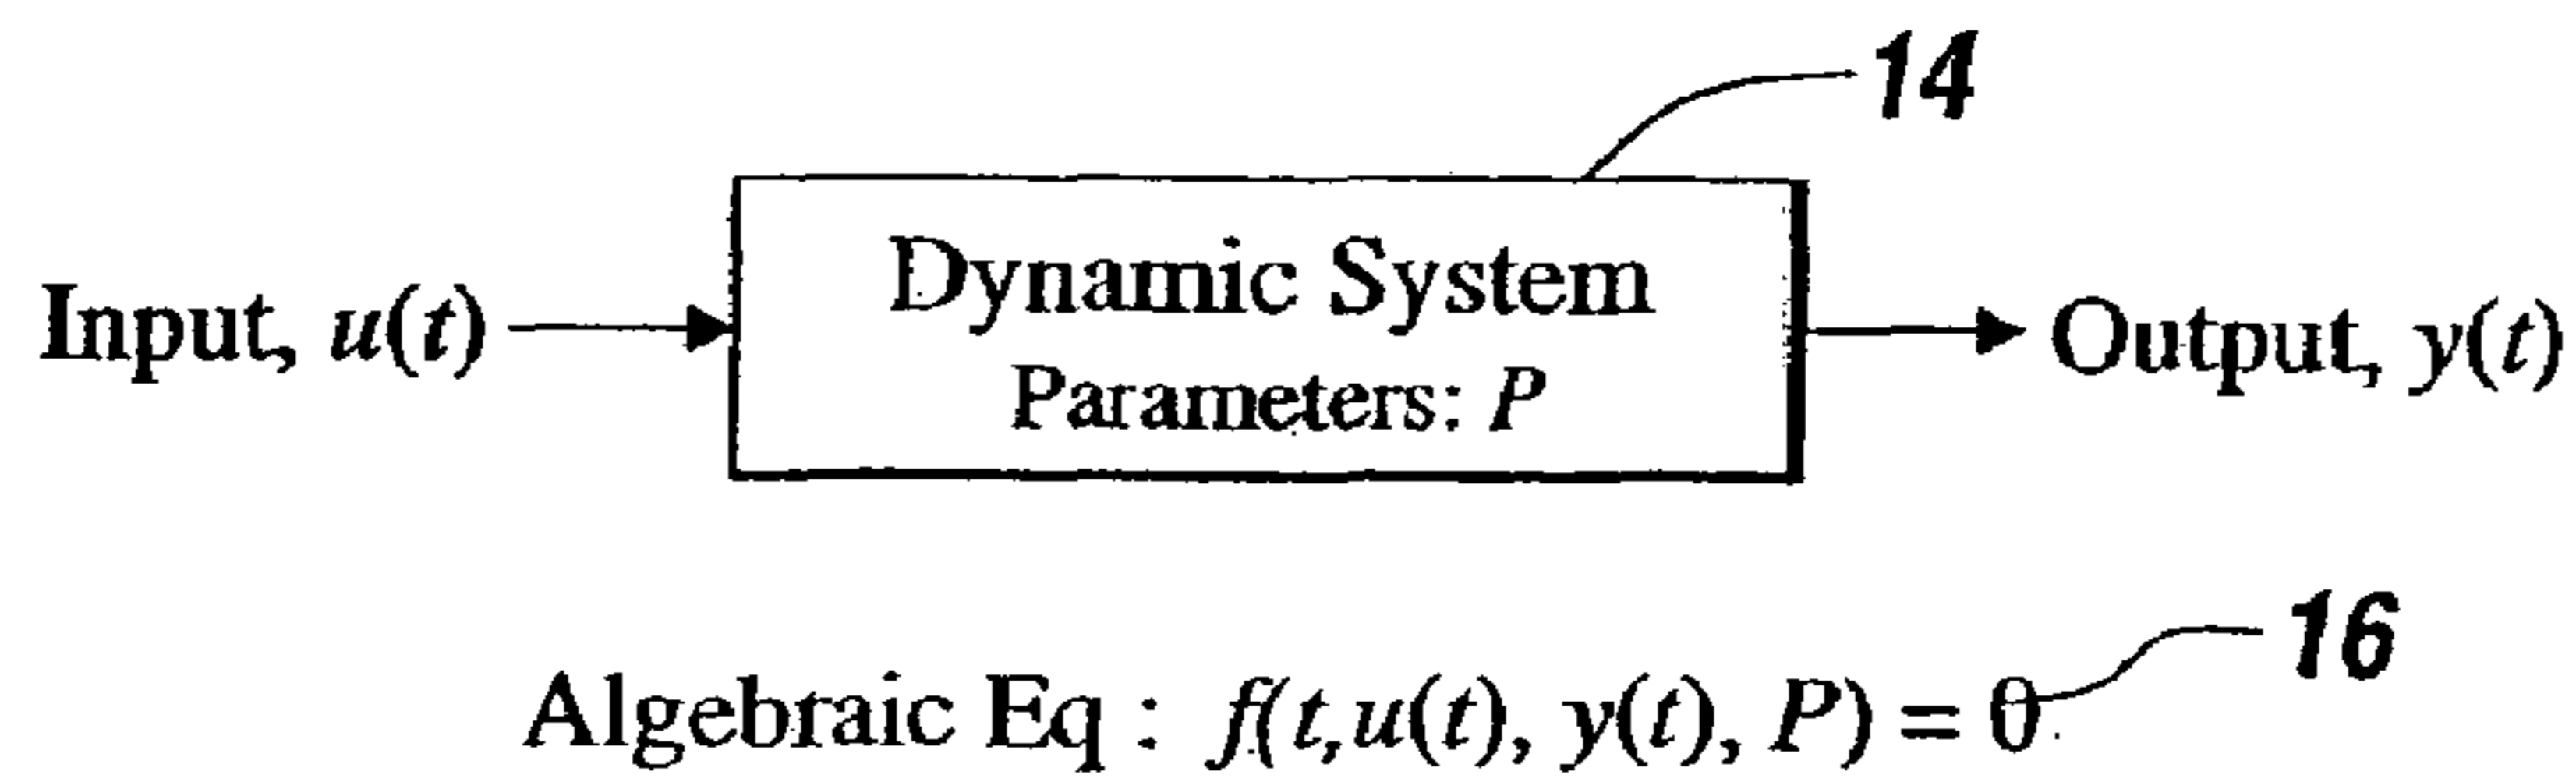 14
Dynamic System
Input, u(t)
Parameters: P
Output, y(t)
16
Algebraic Eq : f(t,u(t), y(t), P) = 0